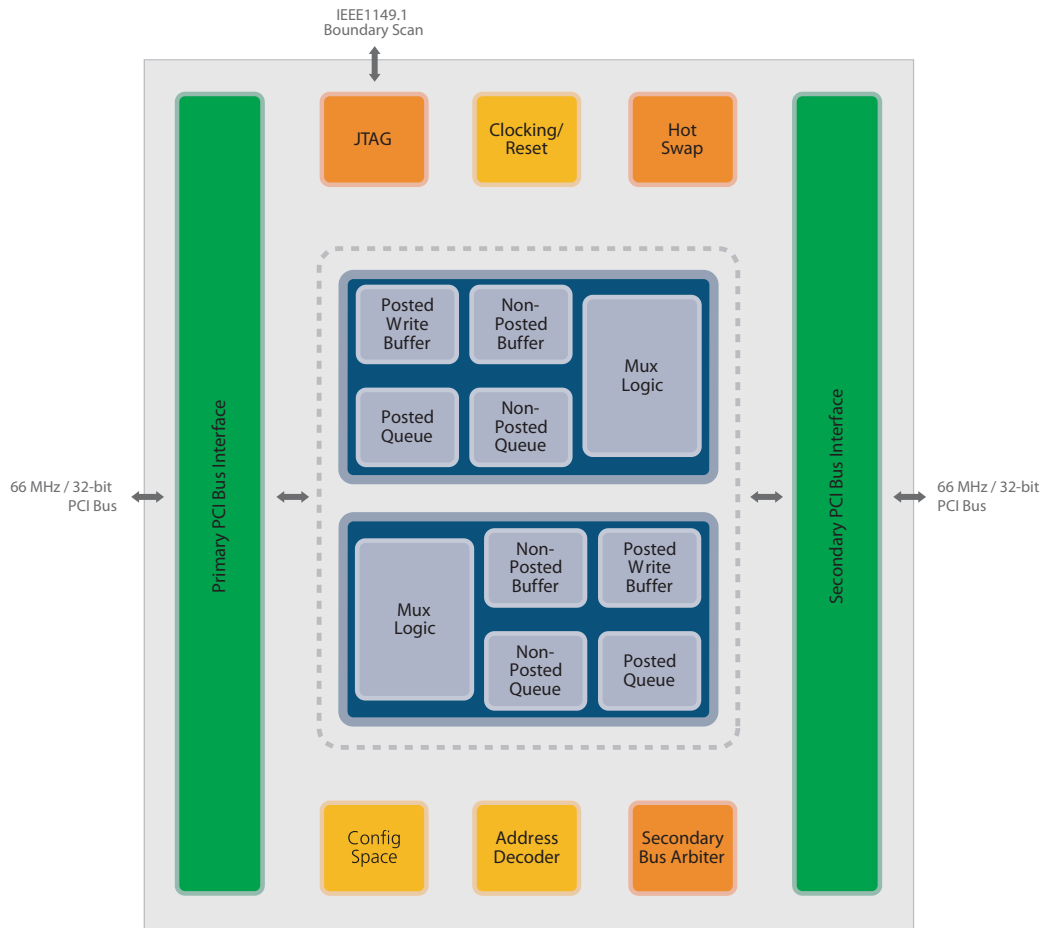 IEEE1149.1
Boundary Scan
JTAG
Clocking/
Reset
Hot
Swap
Primary PCI Bus Interface
Secondary PCI Bus Interface
66 MHz / 32-bit
PCI Bus
66 MHz / 32-bit
PCI Bus
Posted
Write
Buffer
Non-
Posted
Buffer
Mux
Logic
Posted
Queue
Non-
Posted
Queue
Mux
Logic
Non-
Posted
Buffer
Posted
Write
Buffer
Non-
Posted
Queue
Posted
Queue
Config
Space
Address
Decoder
Secondary
Bus Arbiter